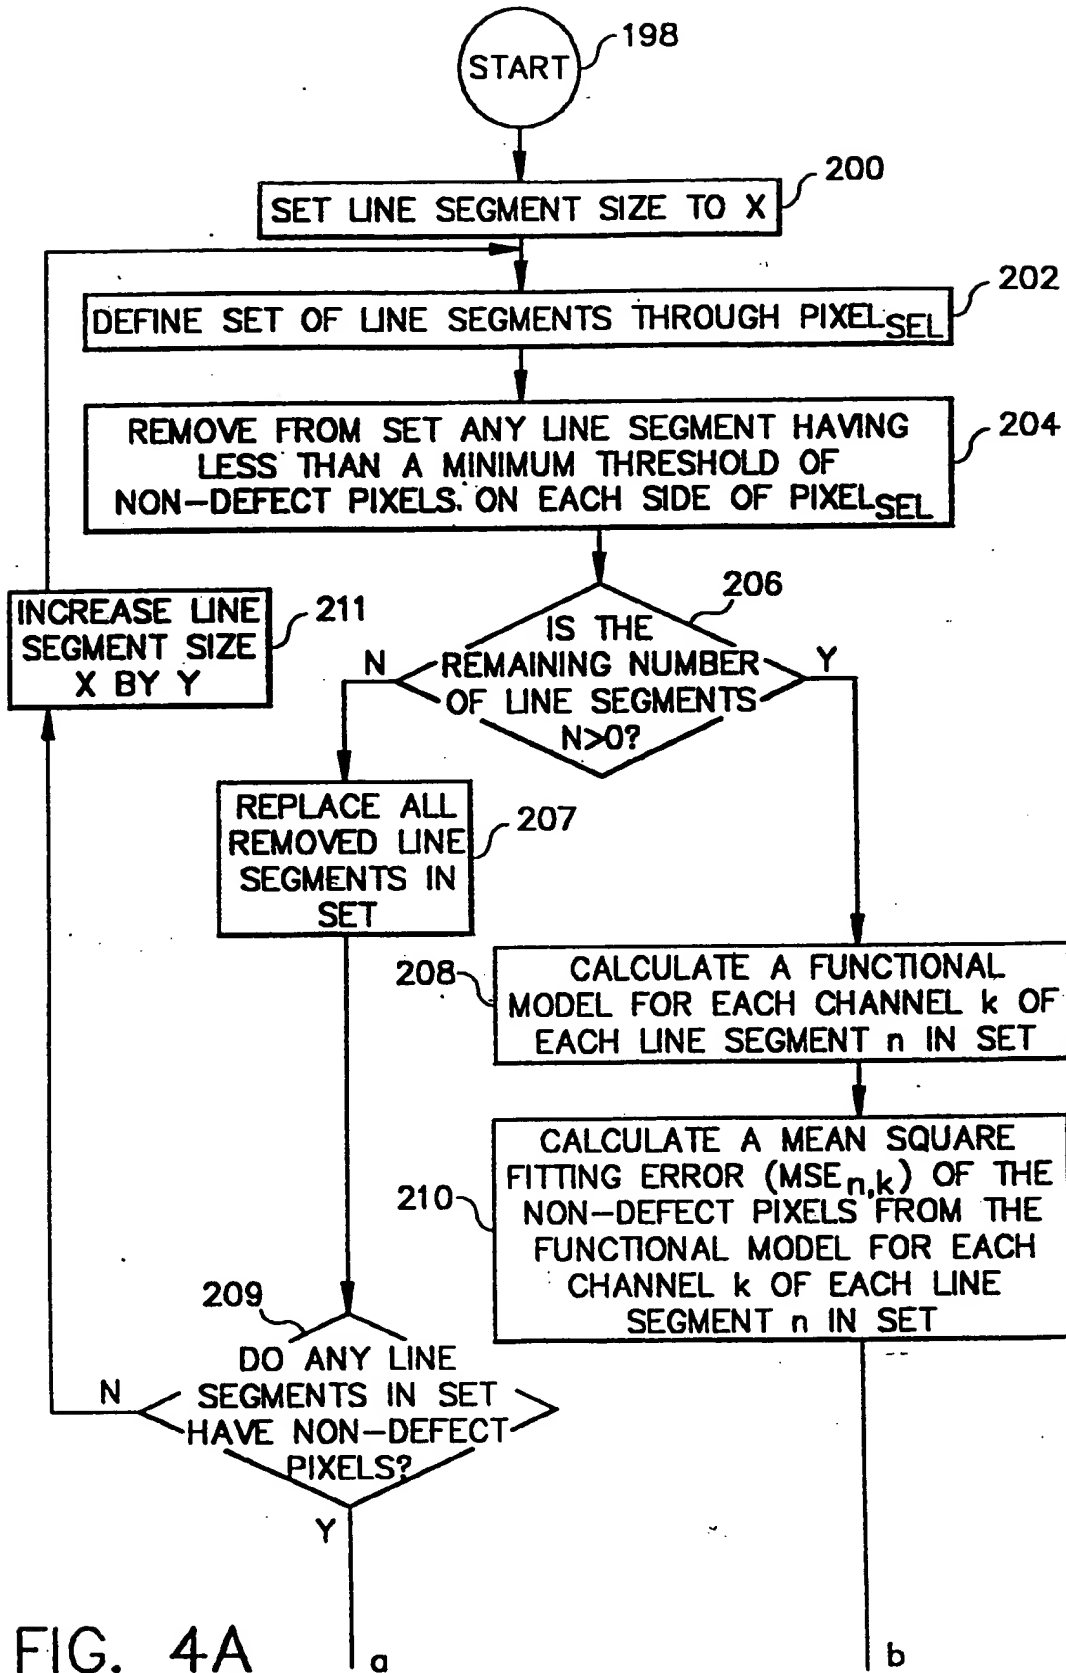 START
198
200
SET LINE SEGMENT SIZE TO X
202
DEFINE SET OF LINE SEGMENTS THROUGH PIXELSEL
REMOVE FROM SET ANY LINE SEGMENT HAVING
LESS THAN A MINIMUM THRESHOLD OF
NON-DEFECT PIXELS. ON EACH SIDE OF PIXELSEL
204
206
IS THE
REMAINING NUMBER
OF LINE SEGMENTS
N>0?
N
Y
INCREASE LINE
SEGMENT SIZE
X BY Y
211
REPLACE ALL
REMOVED LINE
SEGMENTS IN
SET
207
208
CALCULATE A FUNCTIONAL
MODEL FOR EACH CHANNEL k OF
EACH LINE SEGMENT n IN SET
210
CALCULATE A MEAN SQUARE
FITTING ERROR (MSEn,k) OF THE
NON-DEFECT PIXELS FROM THE
FUNCTIONAL MODEL FOR EACH
CHANNEL k OF EACH LINE
SEGMENT n IN SET
209
DO ANY LINE
SEGMENTS IN SET
HAVE NON-DEFECT
PIXELS?
N
Y
FIG. 4A
a
b